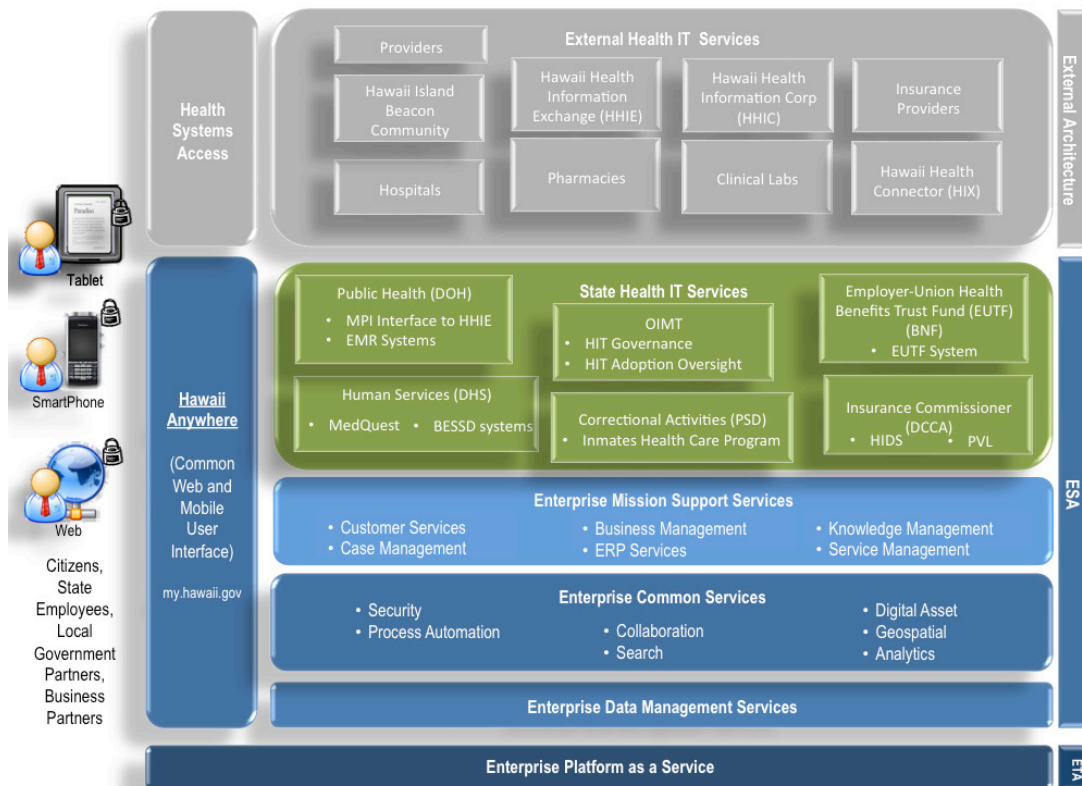 External Health IT Services
Providers
Hawaii Island
Beacon
Community
Hospitals
Hawaii Health
Information
Exchange (HHIE)
Pharmacies
Hawaii Health
Information Corp
(HHIC)
Clinical Labs
Insurance
Providers
Hawaii Health
Connector (HIX)
Health
Systems
Access
External Architecture
Tablet
SmartPhone
Web
Citizens,
State
Employees,
Local
Government
Partners,
Business
Partners
Hawaii
Anywhere
(Common
Web and
Mobile
User
Interface)
my.hawaii.gov
State Health IT Services
Public Health (DOH)
• MPI Interface to HHIE
• EMR Systems
Human Services (DHS)
• MedQuest • BESSD systems
OIMT
• HIT Governance
• HIT Adoption Oversight
Correctional Activities (PSD)
• Inmates Health Care Program
Employer-Union Health
Benefits Trust Fund (EUTF)
(BNF)
• EUTF System
Insurance Commissioner
(DCCA)
• HIDS • PVL
Enterprise Mission Support Services
• Customer Services
• Case Management
• Business Management
• ERP Services
• Knowledge Management
• Service Management
Enterprise Common Services
• Security
• Process Automation
• Collaboration
• Search
• Digital Asset
• Geospatial
• Analytics
Enterprise Data Management Services
ESA
Enterprise Platform as a Service
ETA